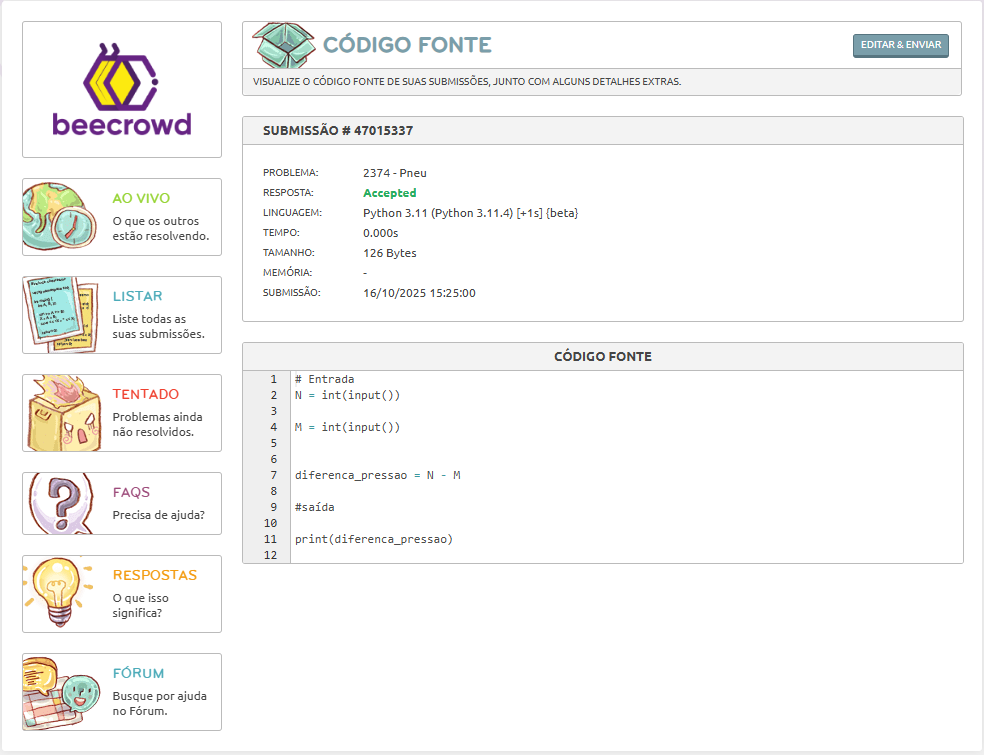 beecrowd
AO VIVO
O que os outros
estão resolvendo.
LISTAR
Liste todas as
suas submissões.
TENTADO
Problemas ainda
não resolvidos.
FAQS
Precisa de ajuda?
RESPOSTAS
O que isso
significa?
FÓRUM
Busque por ajuda
no Fórum.
CÓDIGO FONTE
EDITAR & ENVIAR
VISUALIZE O CÓDIGO FONTE DE SUAS SUBMISSÕES, JUNTO COM ALGUNS DETALHES EXTRAS.
SUBMISSÃO # 47015337
PROBLEMA: 2374 - Pneu
RESPOSTA: Accepted
LINGUAGEM: Python 3.11 (Python 3.11.4) [+1s] {beta}
TEMPO: 0.000s
TAMANHO: 126 Bytes
MEMÓRIA: -
SUBMISSÃO: 16/10/2025 15:25:00
CÓDIGO FONTE
1 # Entrada
2 N = int(input())
3
4 M = int(input())
5
6
7 diferenca_pressao = N - M
8
9 #saída
10
11 print(diferenca_pressao)
12